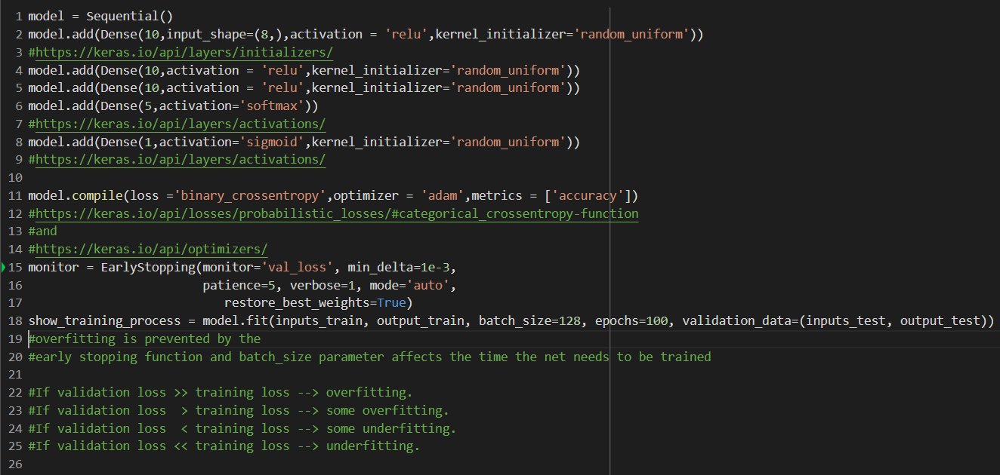 1 model = Sequential()
2 model.add(Dense(10,input_shape=(8,),activation = 'relu',kernel_initializer='random_uniform'))
3 #https://keras.io/api/layers/initializers/
4 model.add(Dense(10,activation = 'relu',kernel_initializer='random_uniform'))
5 model.add(Dense(10,activation = 'relu',kernel_initializer='random_uniform'))
6 model.add(Dense(5,activation='softmax'))
7 #https://keras.io/api/layers/activations/
8 model.add(Dense(1,activation='sigmoid',kernel_initializer='random_uniform'))
9 #https://keras.io/api/layers/activations/
10
11 model.compile(loss ='binary_crossentropy',optimizer = 'adam',metrics = ['accuracy'])
12 #https://keras.io/api/losses/probabilistic_losses/#categorical_crossentropy-function
13 #and
14 #https://keras.io/api/optimizers/
15 monitor = EarlyStopping(monitor='val_loss', min_delta=1e-3,
16                         patience=5, verbose=1, mode='auto',
17                            restore_best_weights=True)
18 show_training_process = model.fit(inputs_train, output_train, batch_size=128, epochs=100, validation_data=(inputs_test, output_test))
19 #overfitting is prevented by the
20 #early stopping function and batch_size parameter affects the time the net needs to be trained
21
22 #If validation loss >> training loss --> overfitting.
23 #If validation loss  > training loss --> some overfitting.
24 #If validation loss  < training loss --> some underfitting.
25 #If validation loss << training loss --> underfitting.
26